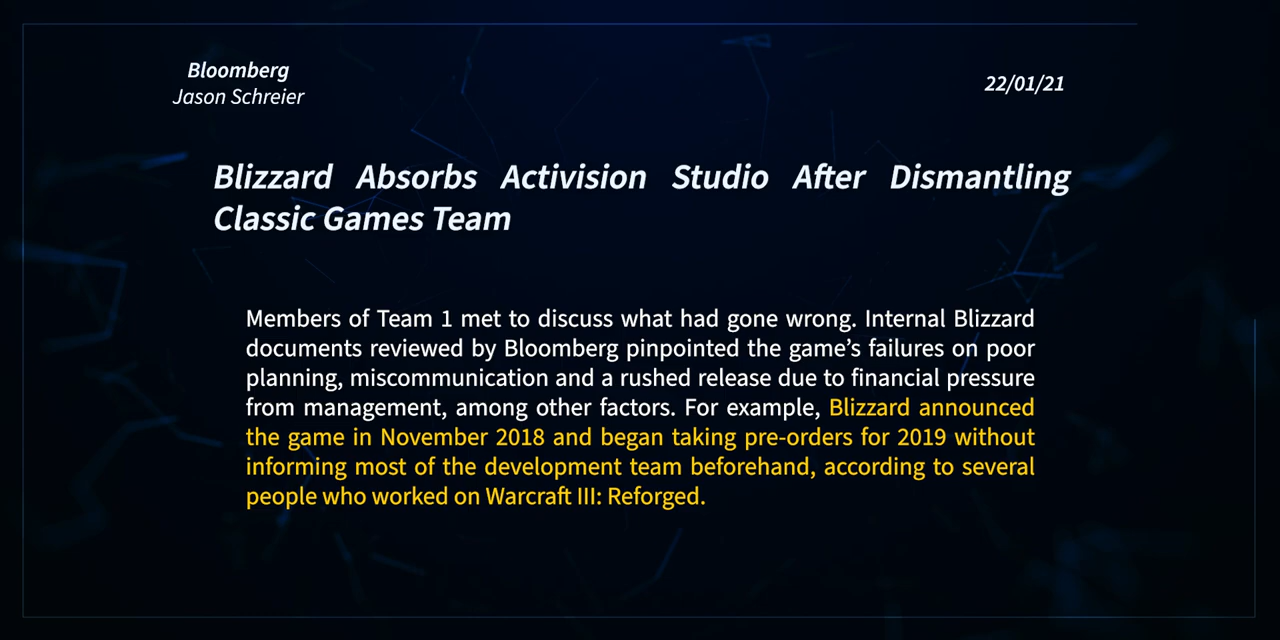 Bloomberg
Jason Schreier
22/01/21
Blizzard Absorbs Activision Studio After Dismantling
Classic Games Team
Members of Team 1 met to discuss what had gone wrong. Internal Blizzard
documents reviewed by Bloomberg pinpointed the game’s failures on poor
planning, miscommunication and a rushed release due to financial pressure
from management, among other factors. For example, Blizzard announced
the game in November 2018 and began taking pre-orders for 2019 without
informing most of the development team beforehand, according to several
people who worked on Warcraft III: Reforged.